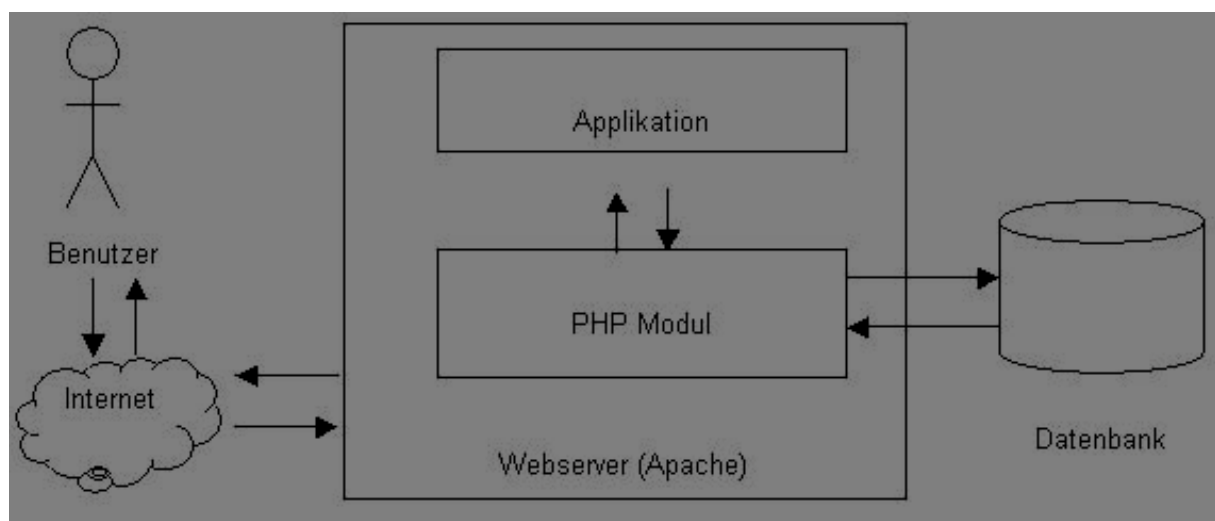 Applikation
Benutzer
PHP Modul
Internet
Datenbank
Webserver (Apache)